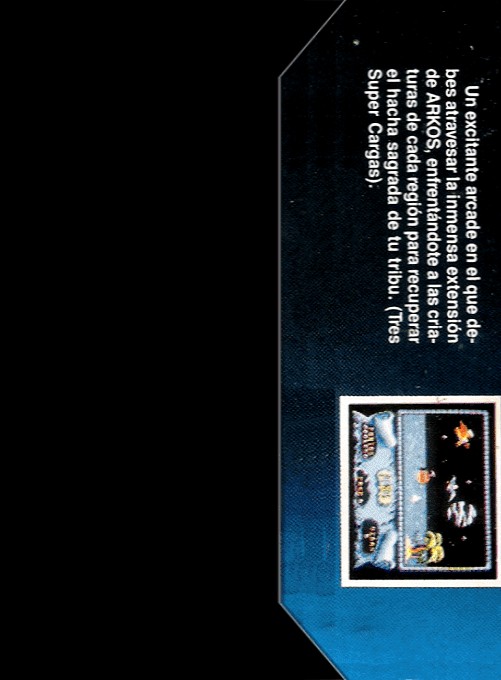 Un excitante arcade en el que de-
bes atravesar la inmensa extensión
de ARKOS, enfrentándote a las cria-
turas de cada región para recuperar
el hacha sagrada de tu tribu. (Tres
Super Cargas).